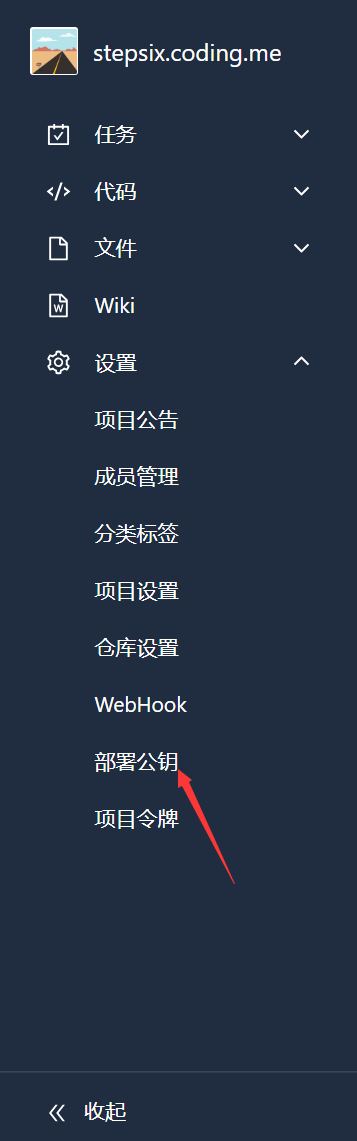 stepsix.coding.me
任务
代码
文件
Wiki
设置
项目公告
成员管理
分类标签
项目设置
仓库设置
WebHook
部署公钥
项目令牌
收起